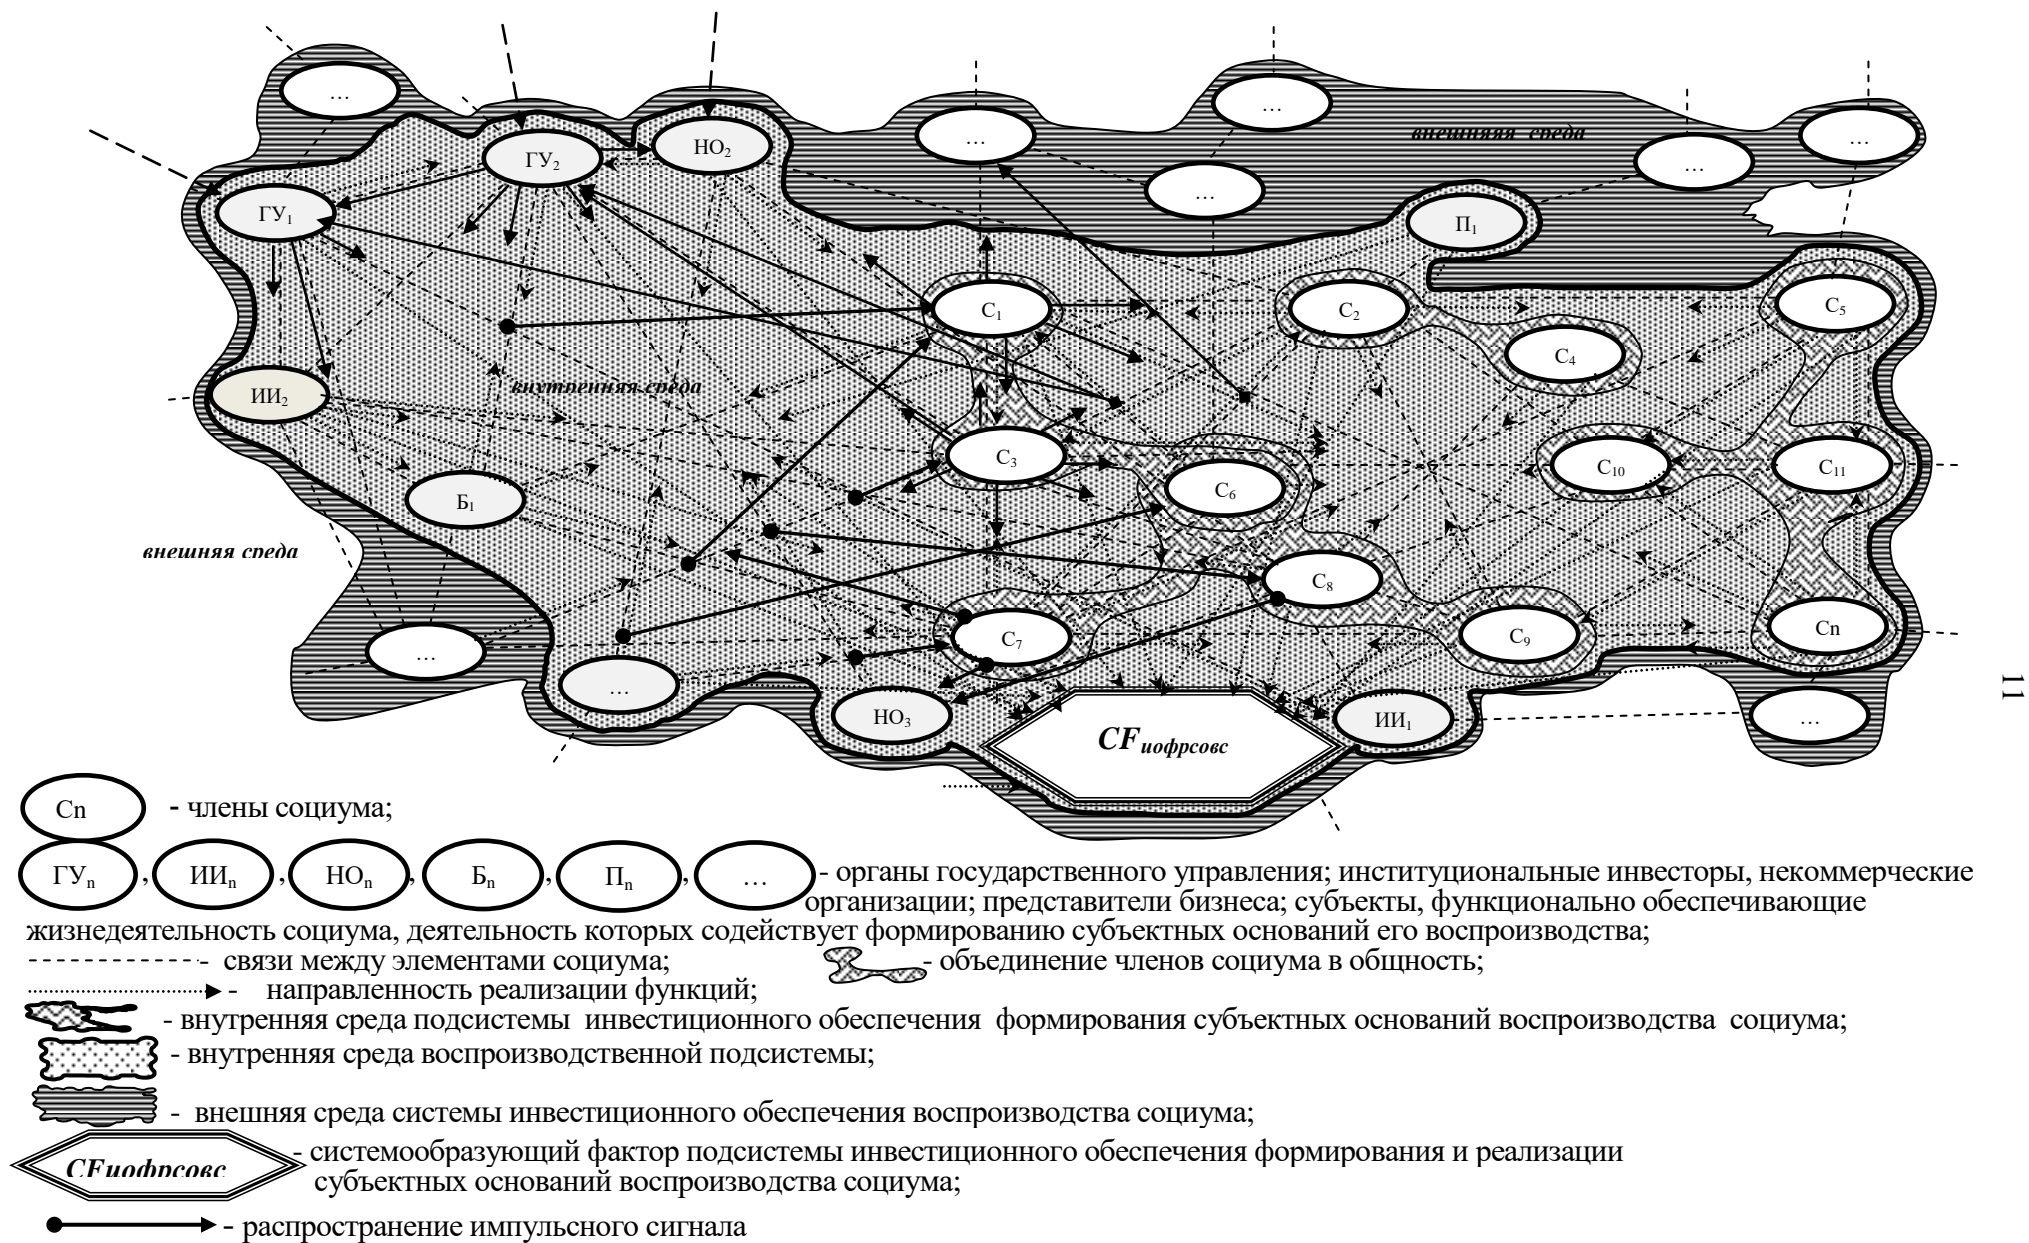 …
…
…
внешняя среда
…
…
НО₂
ГУ₂
…
…
ГУ₁
П₁
С₁
С₂
С₅
С₄
внутренняя среда
ИИ₂
С₃
С₁₀
С₁₁
С₆
Б₁
внешняя среда
С₈
Сn
С₇
С₉
…
…
НО₃
ИИ₁
…
CFиофрсовс
11
Сn - члены социума;
ГУn , ИИn , НОn , Бn , Пn , … - органы государственного управления; институциональные инвесторы, некоммерческие
организации; представители бизнеса; субъекты, функционально обеспечивающие
жизнедеятельность социума, деятельность которых содействует формированию субъектных оснований его воспроизводства;
- связи между элементами социума; - объединение членов социума в общность;
- направленность реализации функций;
- внутренняя среда подсистемы инвестиционного обеспечения формирования субъектных оснований воспроизводства социума;
- внутренняя среда воспроизводственной подсистемы;
- внешняя среда системы инвестиционного обеспечения воспроизводства социума;
CFиофрсовс - системообразующий фактор подсистемы инвестиционного обеспечения формирования и реализации
субъектных оснований воспроизводства социума;
- распространение импульсного сигнала